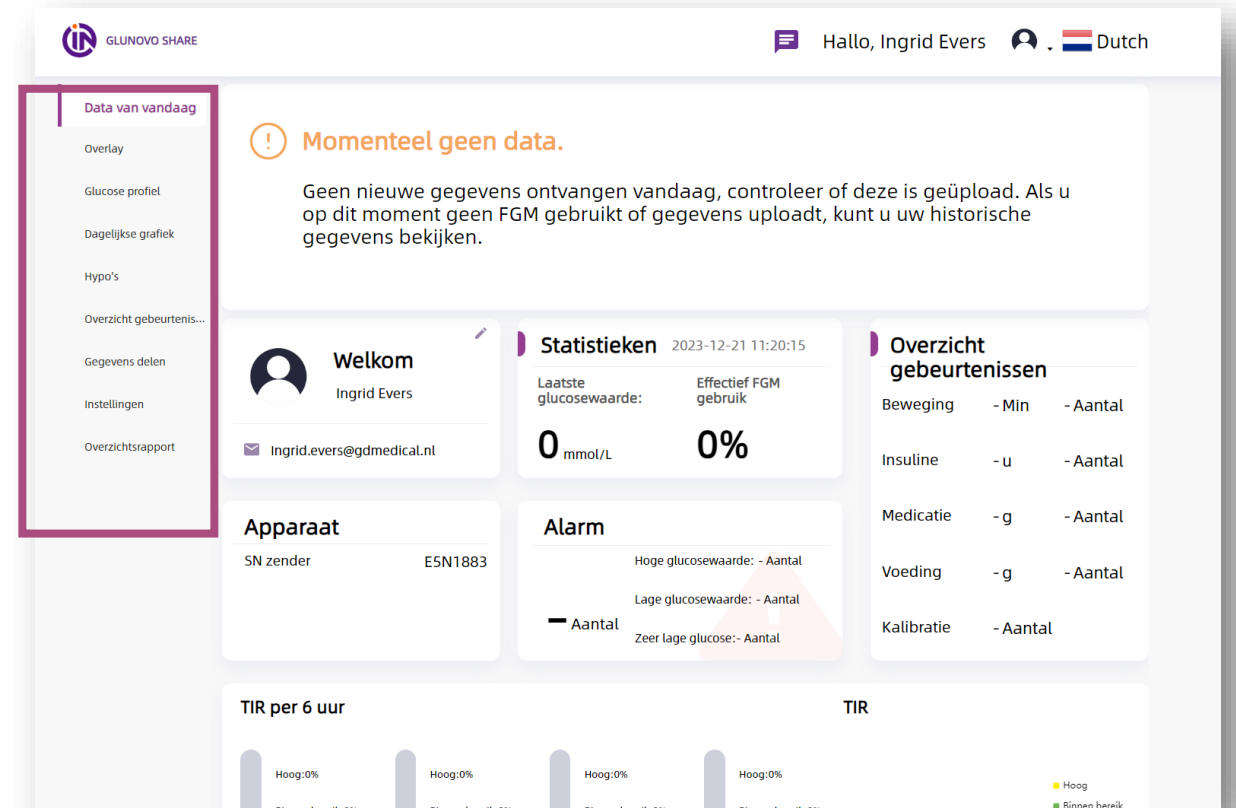 GLUNOVO SHARE
Hallo, Ingrid Evers
Dutch
Data van vandaag
Overlay
Glucose profiel
Dagelijkse grafiek
Hypo's
Overzicht gebeurtenis...
Gegevens delen
Instellingen
Overzichtsrapport
Momenteel geen data.
Geen nieuwe gegevens ontvangen vandaag, controleer of deze is geüpload. Als u
op dit moment geen FGM gebruikt of gegevens uploadt, kunt u uw historische
gegevens bekijken.
Welkom
Ingrid Evers
Ingrid.evers@gdmedical.nl
Statistieken 2023-12-21 11:20:15
Laatste
glucosewaarde:
0 mmol/L
Effectief FGM
gebruik
0%
Overzicht
gebeurtenissen
Beweging - Min - Aantal
Insuline - u - Aantal
Medicatie - g - Aantal
Voeding - g - Aantal
Kalibratie - Aantal
Apparaat
SN zender E5N1883
Alarm
– Aantal
Hoge glucosewaarde: - Aantal
Lage glucosewaarde: - Aantal
Zeer lage glucose:- Aantal
TIR per 6 uur
Hoog:0% Hoog:0% Hoog:0% Hoog:0%
TIR
Hoog
Binnen bereik